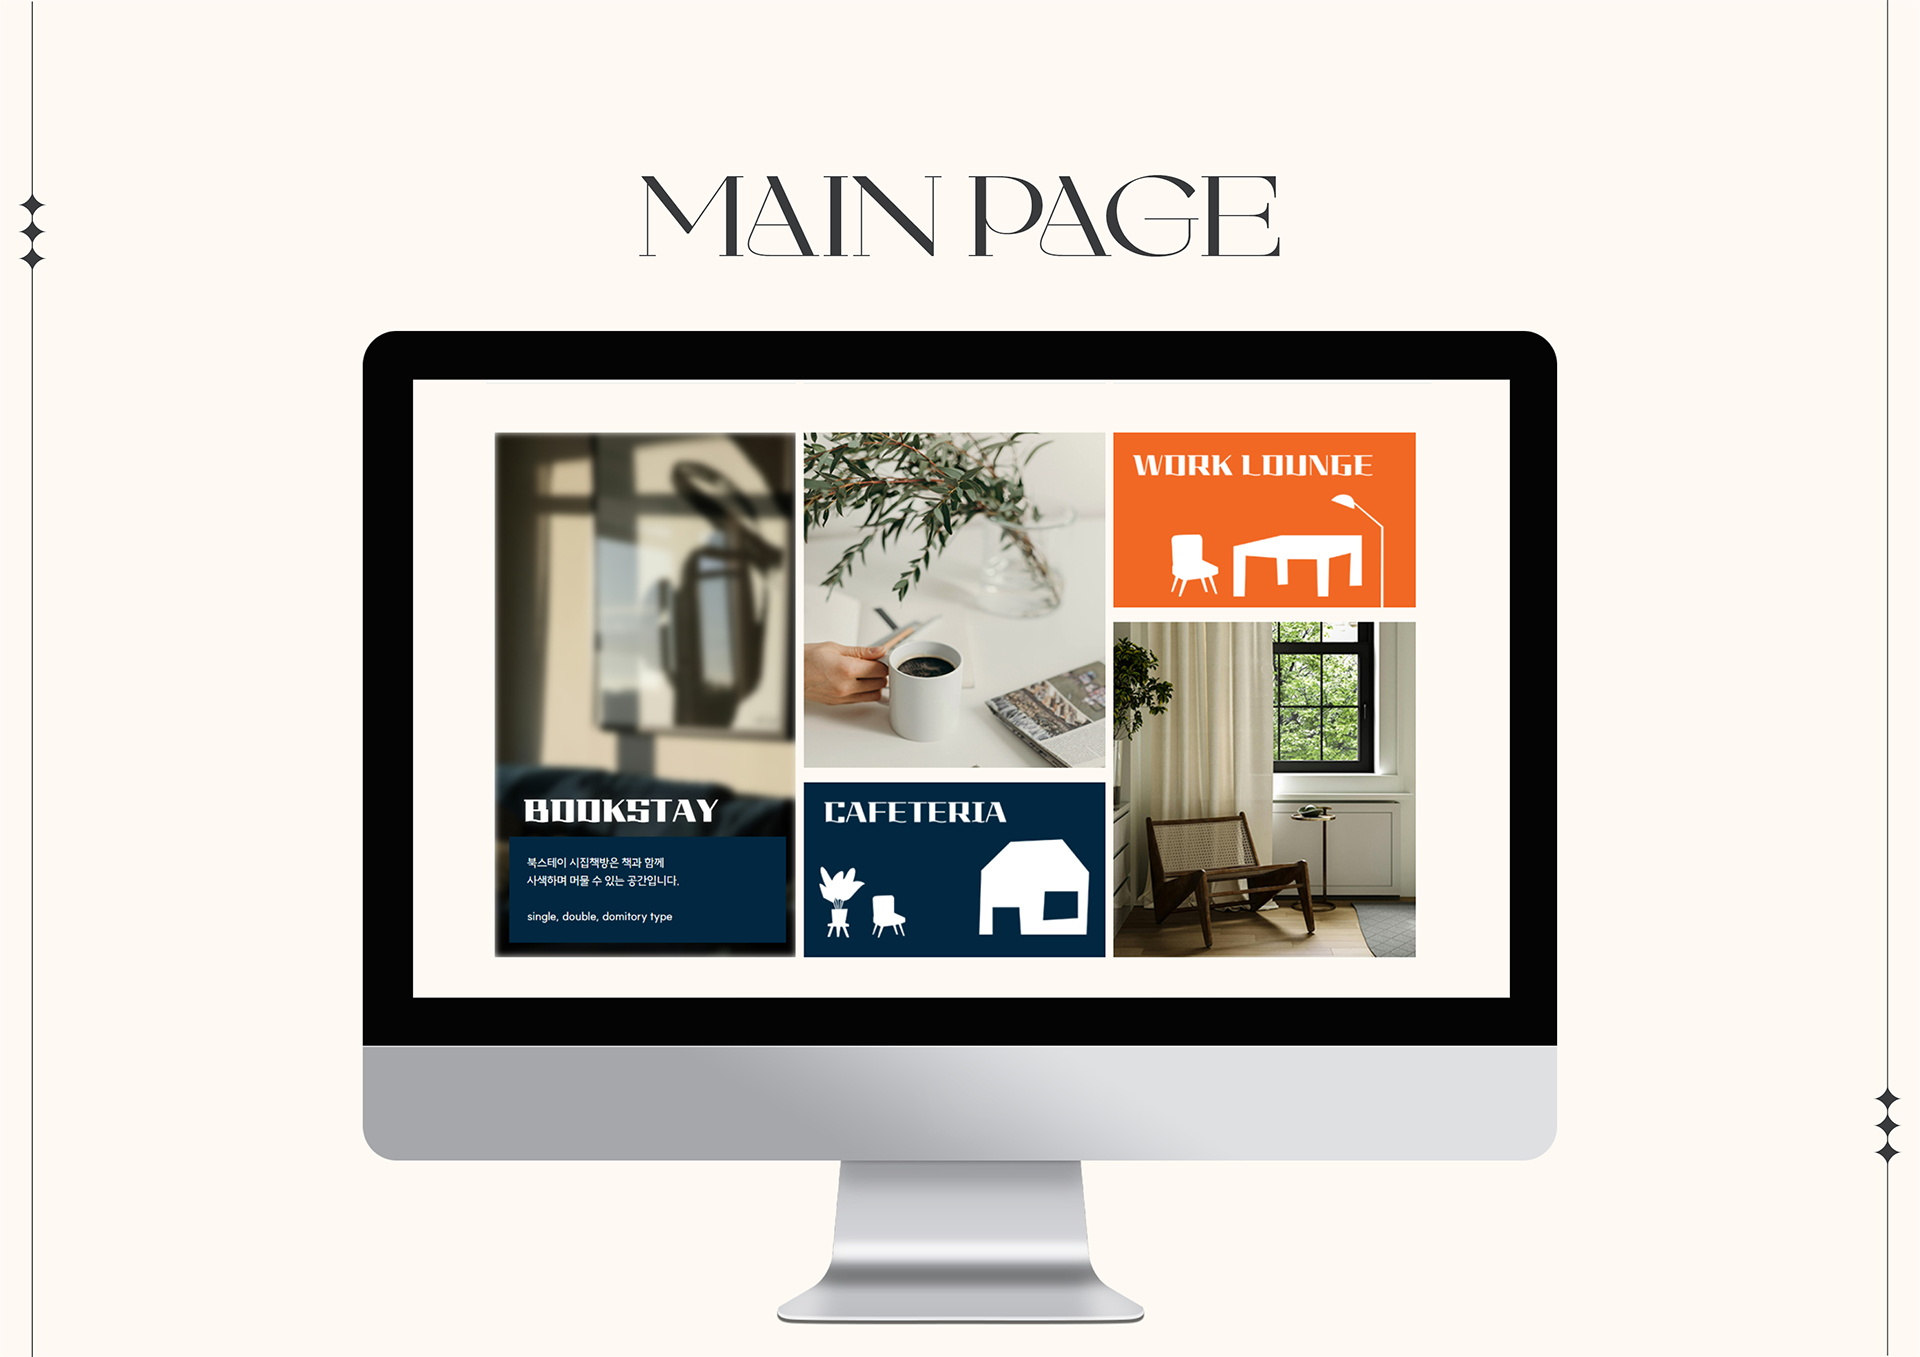 MAIN PAGE
BOOKSTAY
북스테이 시집책방은 책과 함께
사색하며 머물 수 있는 공간입니다.
single, double, domitory type
CAFETERIA
WORK LOUNGE